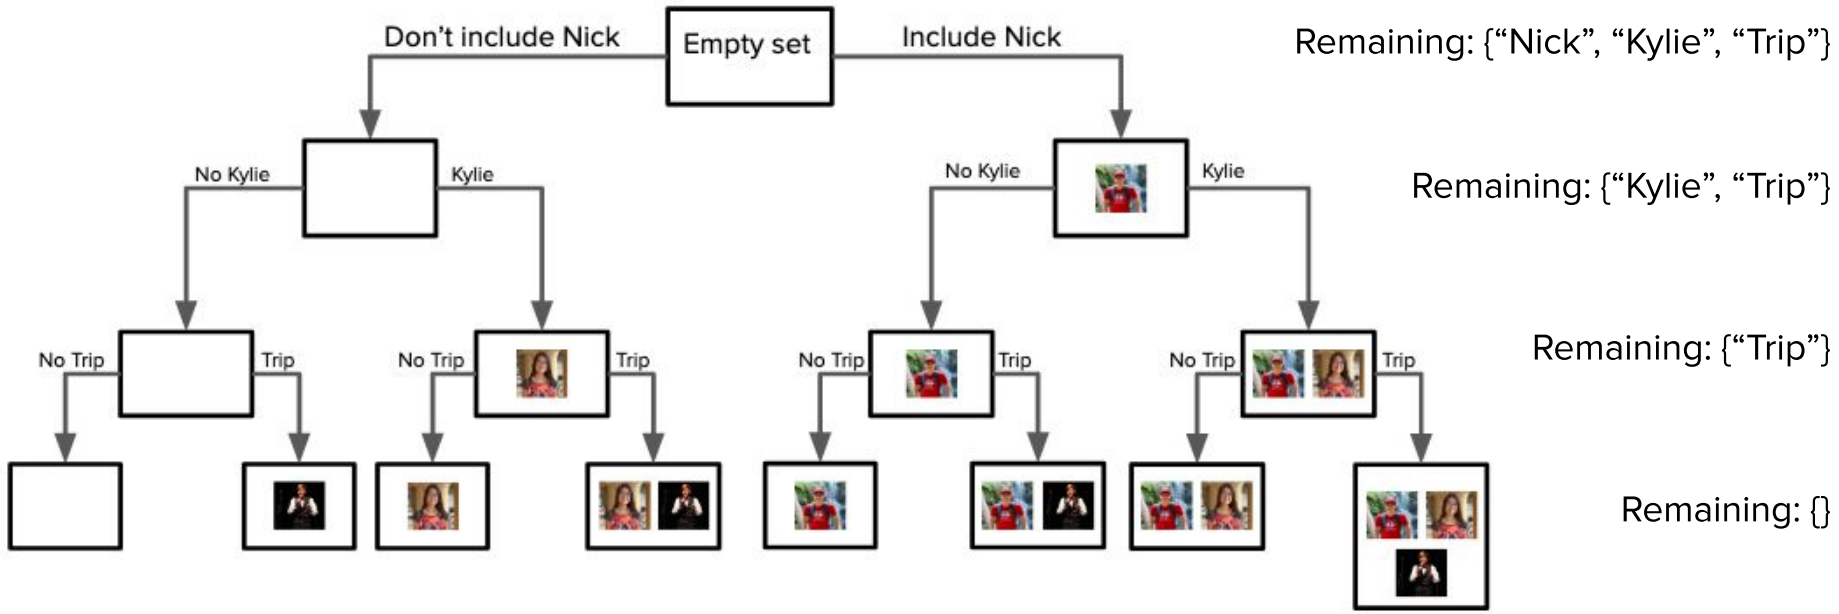 Don’t include Nick
Empty set
Include Nick
Remaining: {“Nick”, “Kylie”, “Trip”}
No Kylie
Kylie
No Kylie
Kylie
Remaining: {“Kylie”, “Trip”}
No Trip
Trip
No Trip
Trip
No Trip
Trip
No Trip
Trip
Remaining: {“Trip”}
Remaining: {}